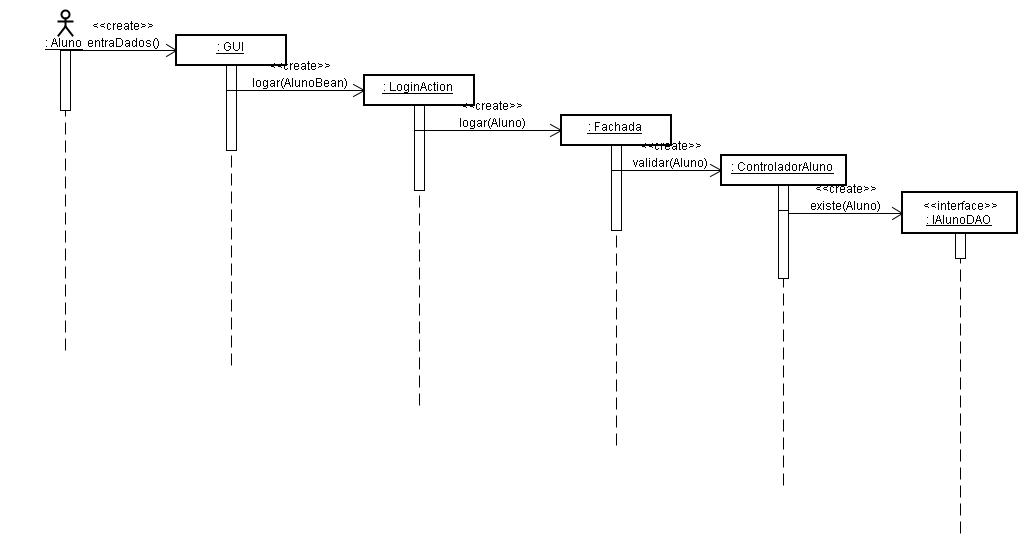 <<create>>
: Aluno entraDados()
: GUI
<<create>>
logar(AlunoBean)
: LoginAction
<<create>>
logar(Aluno)
: Fachada
<<create>>
validar(Aluno)
: ControladorAluno
<<create>>
existe(Aluno)
<<interface>>
: IAlunoDAO